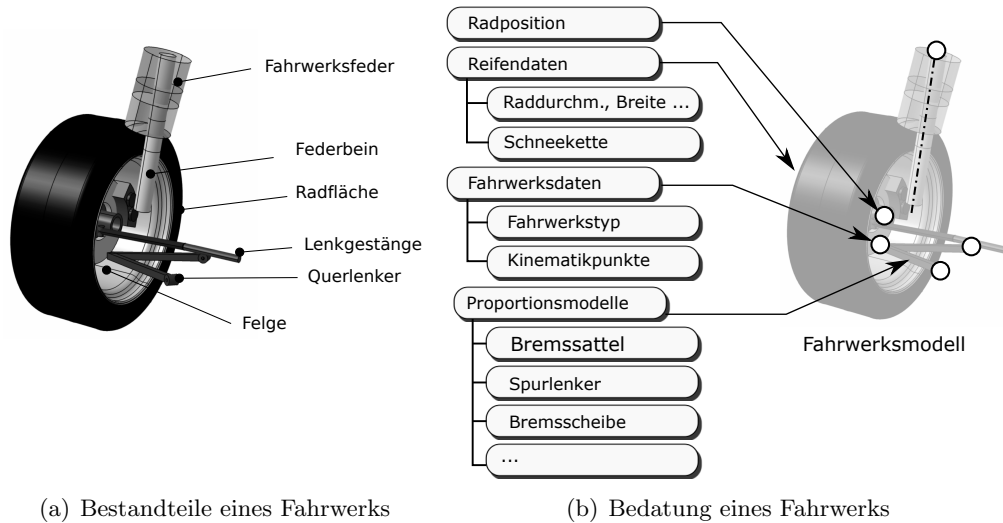 Fahrwerksfeder
Federbein
Radfläche
Lenkgestänge
Querlenker
Felge
(a) Bestandteile eines Fahrwerks
Radposition
Reifendaten
Raddurchm., Breite ...
Schneekette
Fahrwerksdaten
Fahrwerkstyp
Kinematikpunkte
Proportionsmodelle
Bremssattel
Spurlenker
Bremsscheibe
...
Fahrwerksmodell
(b) Bedatung eines Fahrwerks